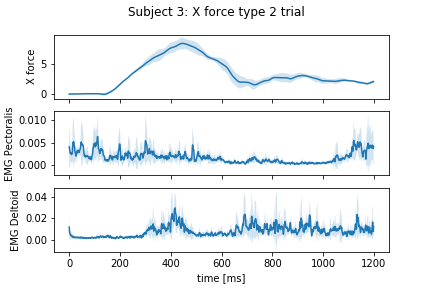 Subject 3: X force type 2 trial
X force
5
0
EMG Pectoralis
0.010
0.005
0.000
EMG Deltoid
0.04
0.02
0.00
0 200 400 600 800 1000 1200
time [ms]